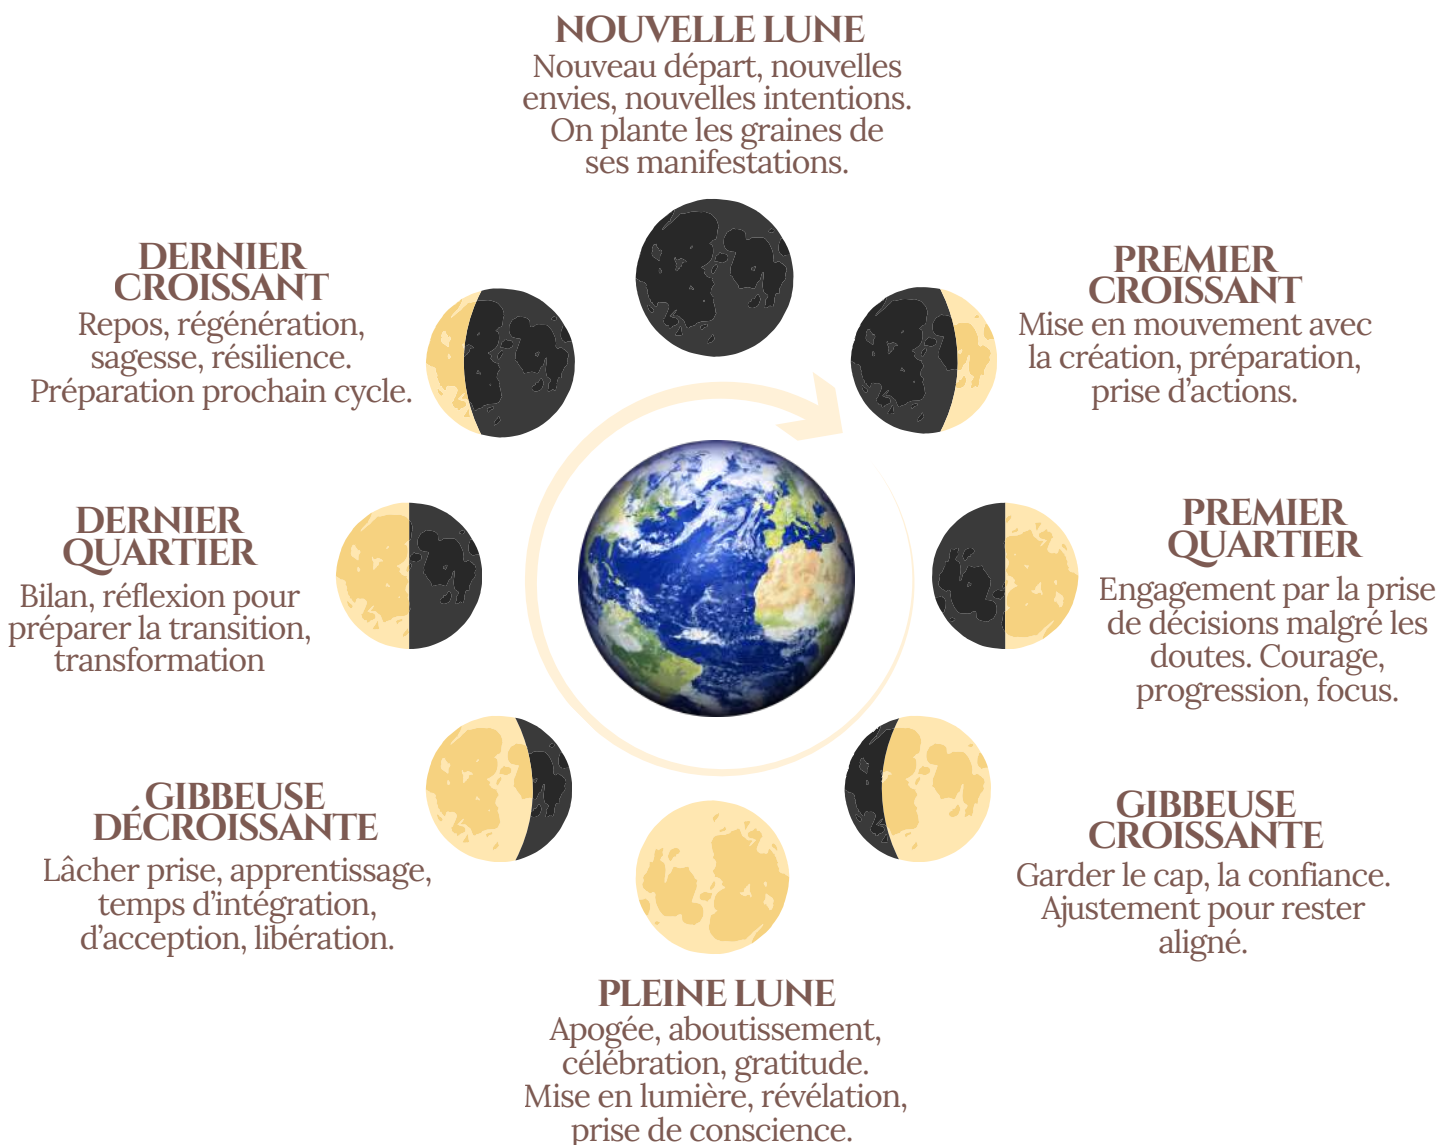 NOUVELLE LUNE
Nouveau départ, nouvelles
envies, nouvelles intentions.
On plante les graines de
ses manifestations.
PREMIER
CROISSANT
Mise en mouvement avec
la création, préparation,
prise d'actions.
PREMIER
QUARTIER
Engagement par la prise
de décisions malgré les
doutes. Courage,
progression, focus.
GIBBEUSE
CROISSANTE
Garder le cap, la confiance.
Ajustement pour rester
aligné.
PLEINE LUNE
Apogée, aboutissement,
célébration, gratitude.
Mise en lumière, révélation,
prise de conscience.
GIBBEUSE
DÉCROISSANTE
Lâcher prise, apprentissage,
temps d'intégration,
d'acception, libération.
DERNIER
QUARTIER
Bilan, réflexion pour
préparer la transition,
transformation
DERNIER
CROISSANT
Repos, régénération,
sagesse, résilience.
Préparation prochain cycle.